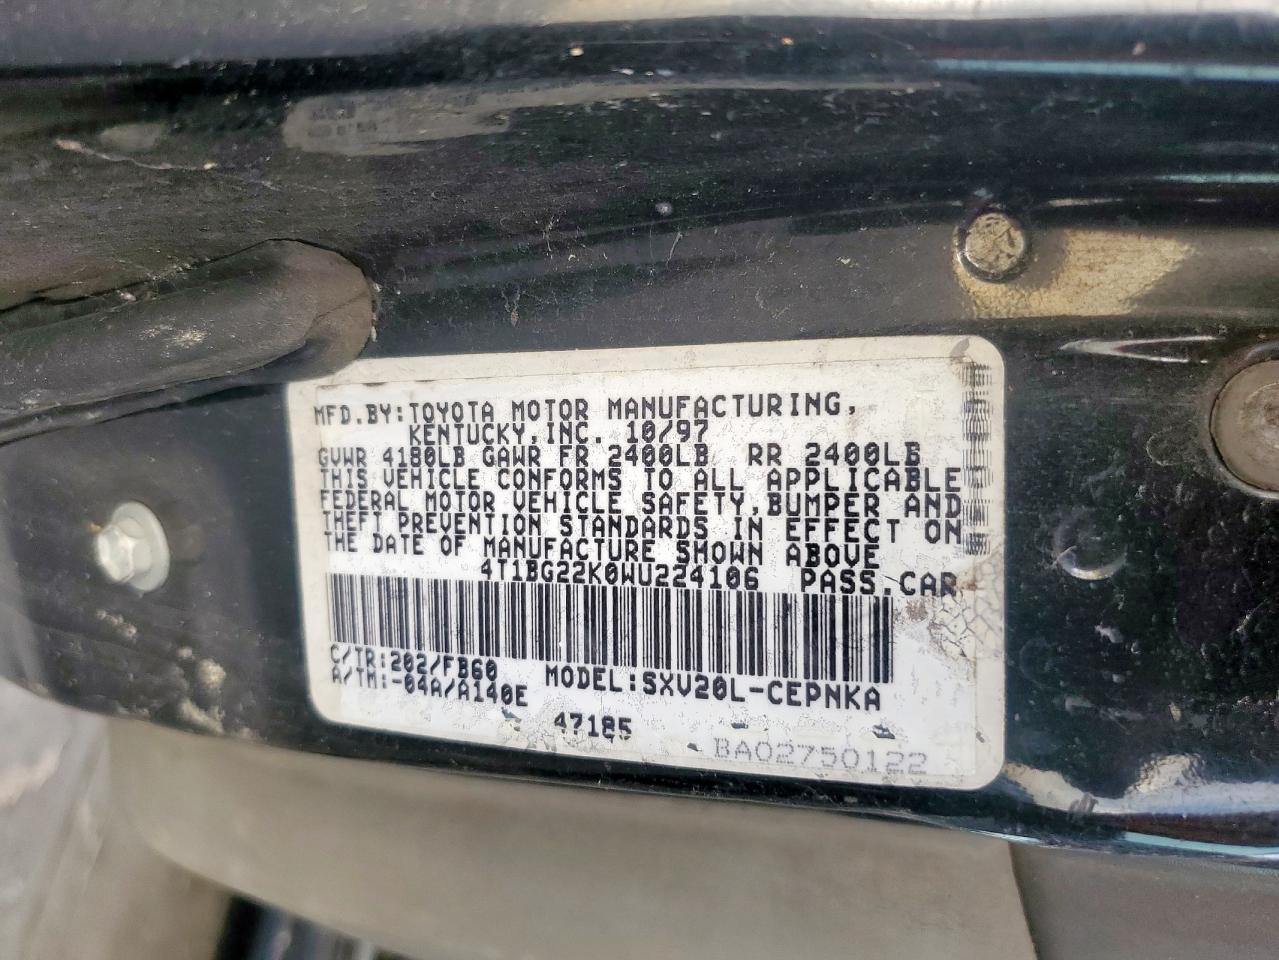 MFD.BY:TOYOTA MOTOR MANUFACTURING,
KENTUCKY,INC. 10/97
GVWR 4180LB GAWR FR 2400LB RR 2400LB
THIS VEHICLE CONFORMS TO ALL APPLICABLE
FEDERAL MOTOR VEHICLE SAFETY,BUMPER AND
THEFT PREVENTION STANDARDS IN EFFECT ON
THE DATE OF MANUFACTURE SHOWN ABOVE
4T1BG22K0WU224106 PASS.CAR
C/TR:202/FB60 MODEL:SXV20L-CEPNKA
A/TM:-04A/A140E
47185
BA02750122